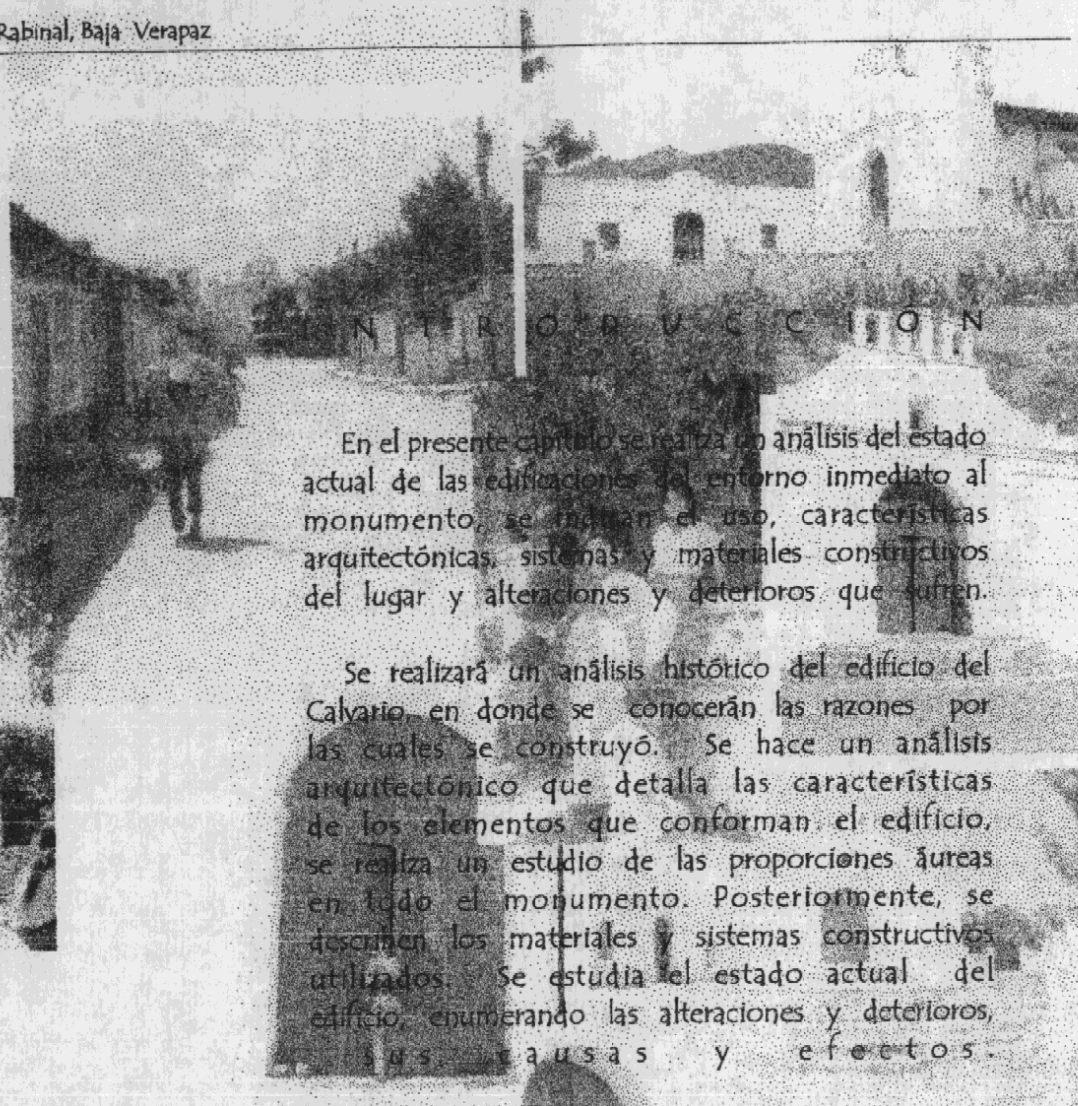 Rabinal, Baja Verapaz
INTRODUCCIÓN
En el presente capítulo se realiza un análisis del estado
actual de las edificaciones del entorno inmediato al
monumento, se indican el uso, características
arquitectónicas, sistemas y materiales constructivos
del lugar y alteraciones y deterioros que sufren.
Se realizará un análisis histórico del edificio del
Calvario, en donde se conocerán las razones por
las cuales se construyó. Se hace un análisis
arquitectónico que detalla las características
de los elementos que conforman el edificio,
se realiza un estudio de las proporciones áureas
en todo el monumento. Posteriormente, se
describen los materiales y sistemas constructivos
utilizados. Se estudia el estado actual del
edificio, enumerando las alteraciones y deterioros,
sus causas y efectos.